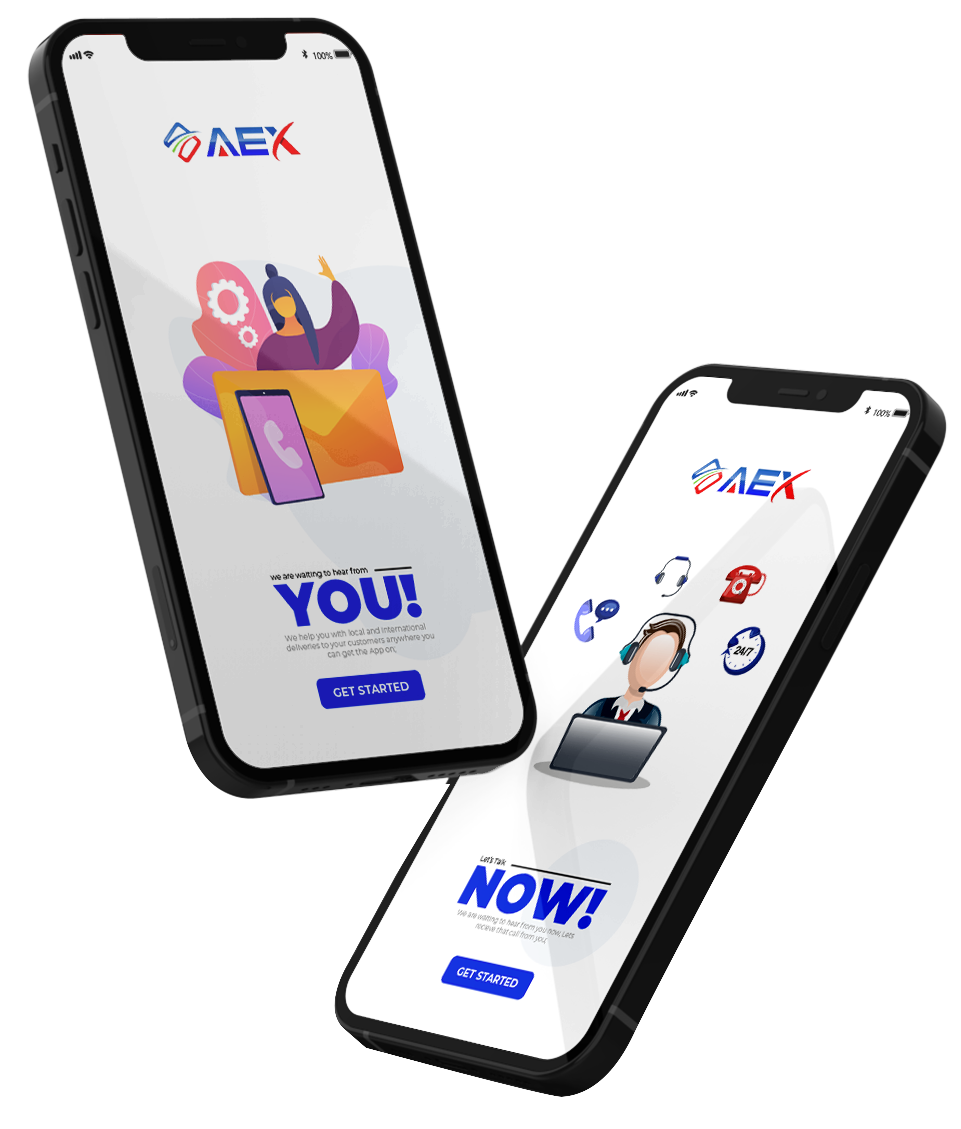 100%
AEX
we are waiting to hear from
YOU!
We help you with local and international
deliveries to your customers anywhere you
can get the App on;
GET STARTED
100%
AEX
24/7
Let's Talk
NOW!
We are waiting to hear from you now, Lets
recieve that call from you;
GET STARTED